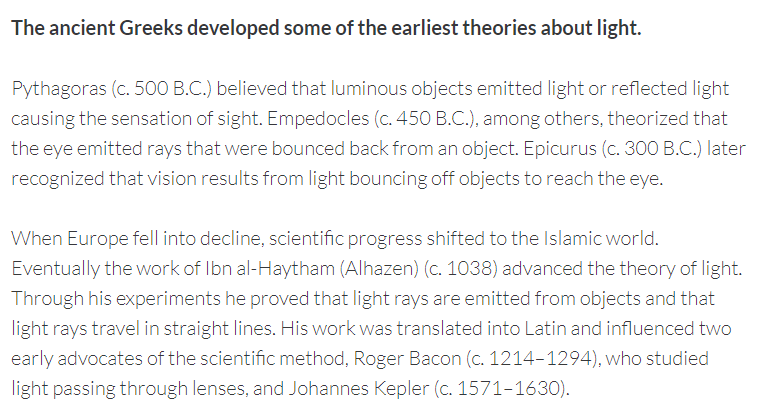 The ancient Greeks developed some of the earliest theories about light.
Pythagoras (c. 500 B.C.) believed that luminous objects emitted light or reflected light
causing the sensation of sight. Empedocles (c. 450 B.C.), among others, theorized that
the eye emitted rays that were bounced back from an object. Epicurus (c. 300 B.C.) later
recognized that vision results from light bouncing off objects to reach the eye.
When Europe fell into decline, scientific progress shifted to the Islamic world.
Eventually the work of Ibn al-Haytham (Alhazen) (c. 1038) advanced the theory of light.
Through his experiments he proved that light rays are emitted from objects and that
light rays travel in straight lines. His work was translated into Latin and influenced two
early advocates of the scientific method, Roger Bacon (c. 1214–1294), who studied
light passing through lenses, and Johannes Kepler (c. 1571–1630).